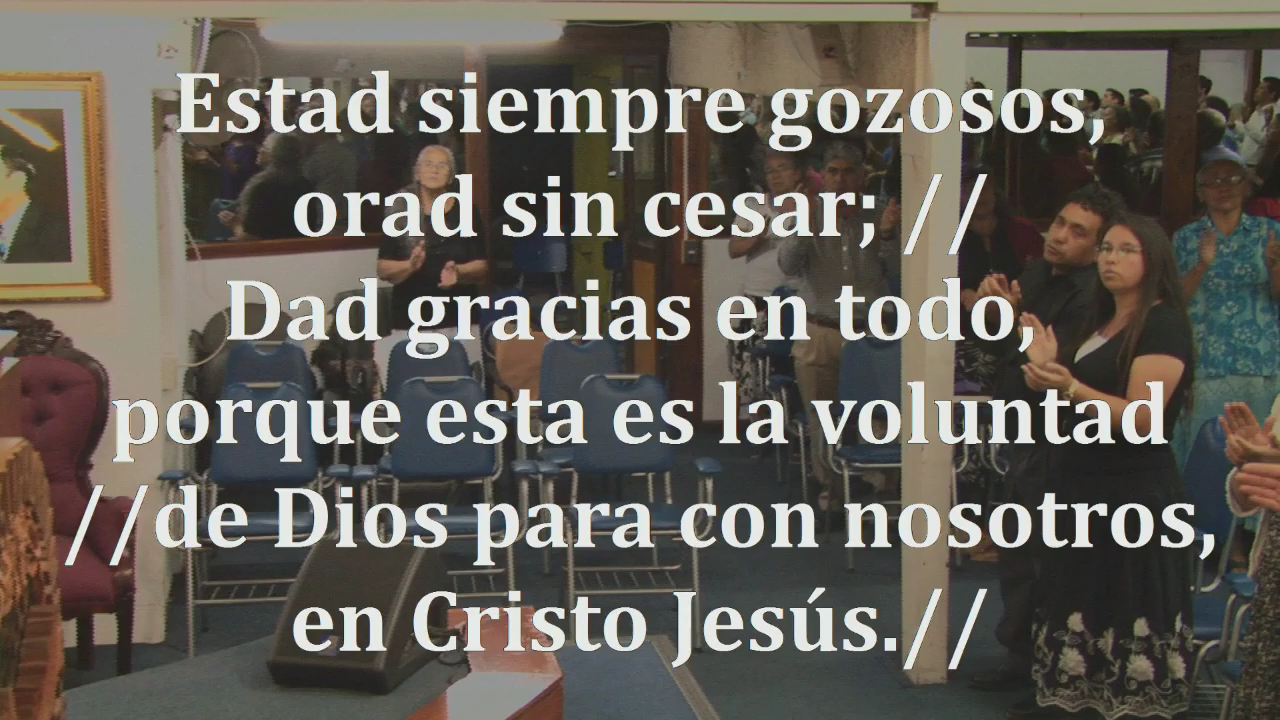 Estad siempre gozosos,
orad sin cesar; //
Dad gracias en todo,
porque esta es la voluntad
//de Dios para con nosotros,
en Cristo Jesús.//